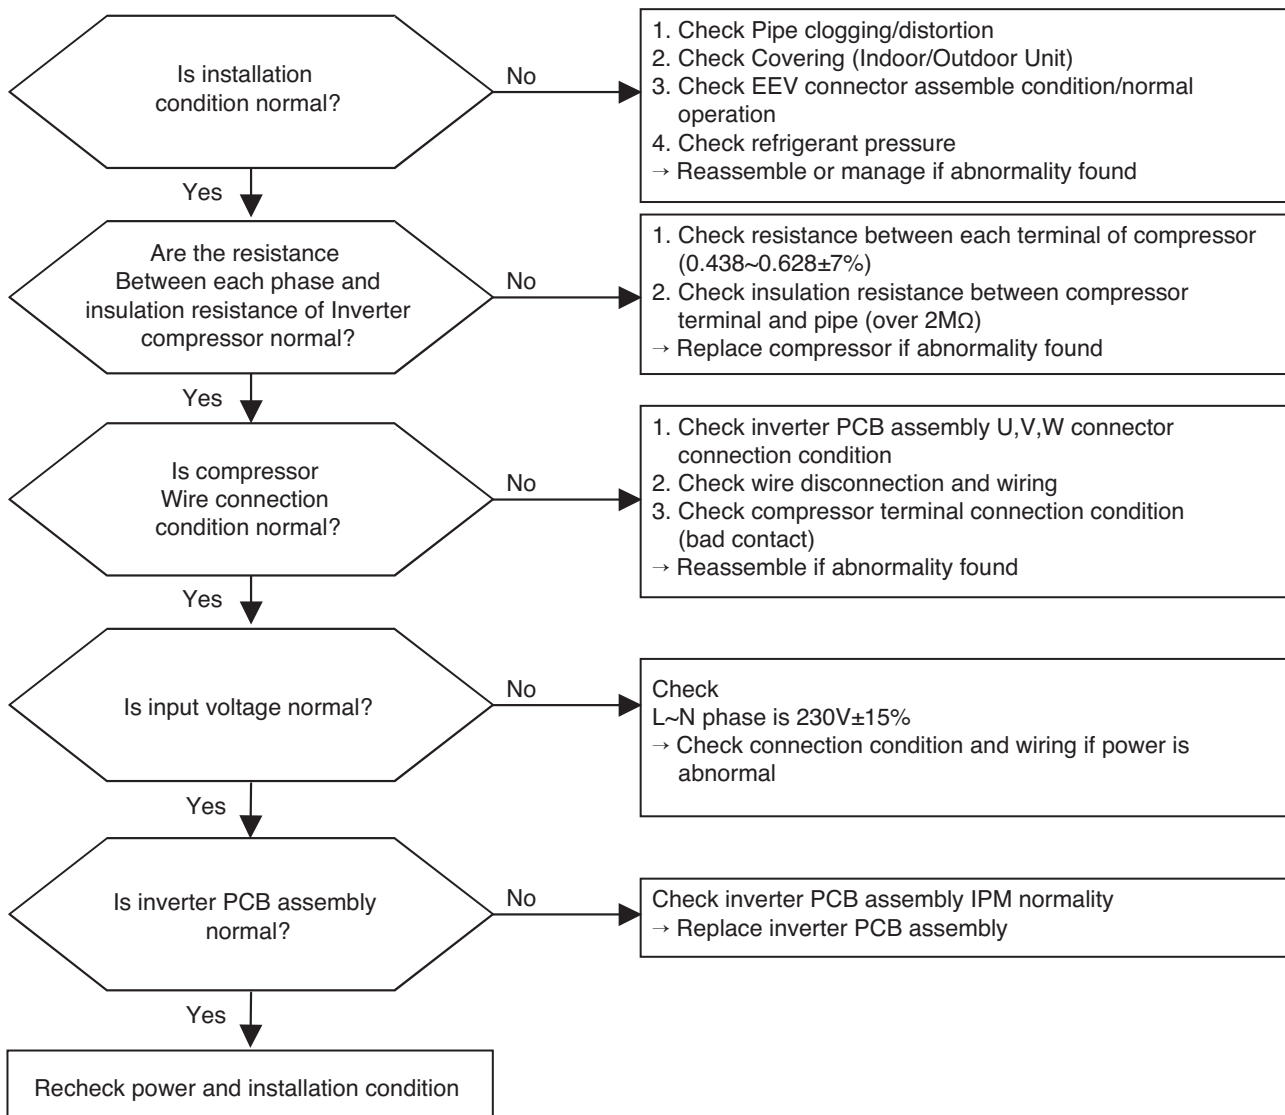 Is installation
condition normal?
No
1. Check Pipe clogging/distortion
2. Check Covering (Indoor/Outdoor Unit)
3. Check EEV connector assemble condition/normal
operation
4. Check refrigerant pressure
→ Reassemble or manage if abnormality found
Yes
Are the resistance
Between each phase and
insulation resistance of Inverter
compressor normal?
No
1. Check resistance between each terminal of compressor
(0.438~0.628±7%)
2. Check insulation resistance between compressor
terminal and pipe (over 2MΩ)
→ Replace compressor if abnormality found
Yes
Is compressor
Wire connection
condition normal?
No
1. Check inverter PCB assembly U,V,W connector
connection condition
2. Check wire disconnection and wiring
3. Check compressor terminal connection condition
(bad contact)
→ Reassemble if abnormality found
Yes
Is input voltage normal?
No
Check
L~N phase is 230V±15%
→ Check connection condition and wiring if power is
abnormal
Yes
Is inverter PCB assembly
normal?
No
Check inverter PCB assembly IPM normality
→ Replace inverter PCB assembly
Yes
Recheck power and installation condition